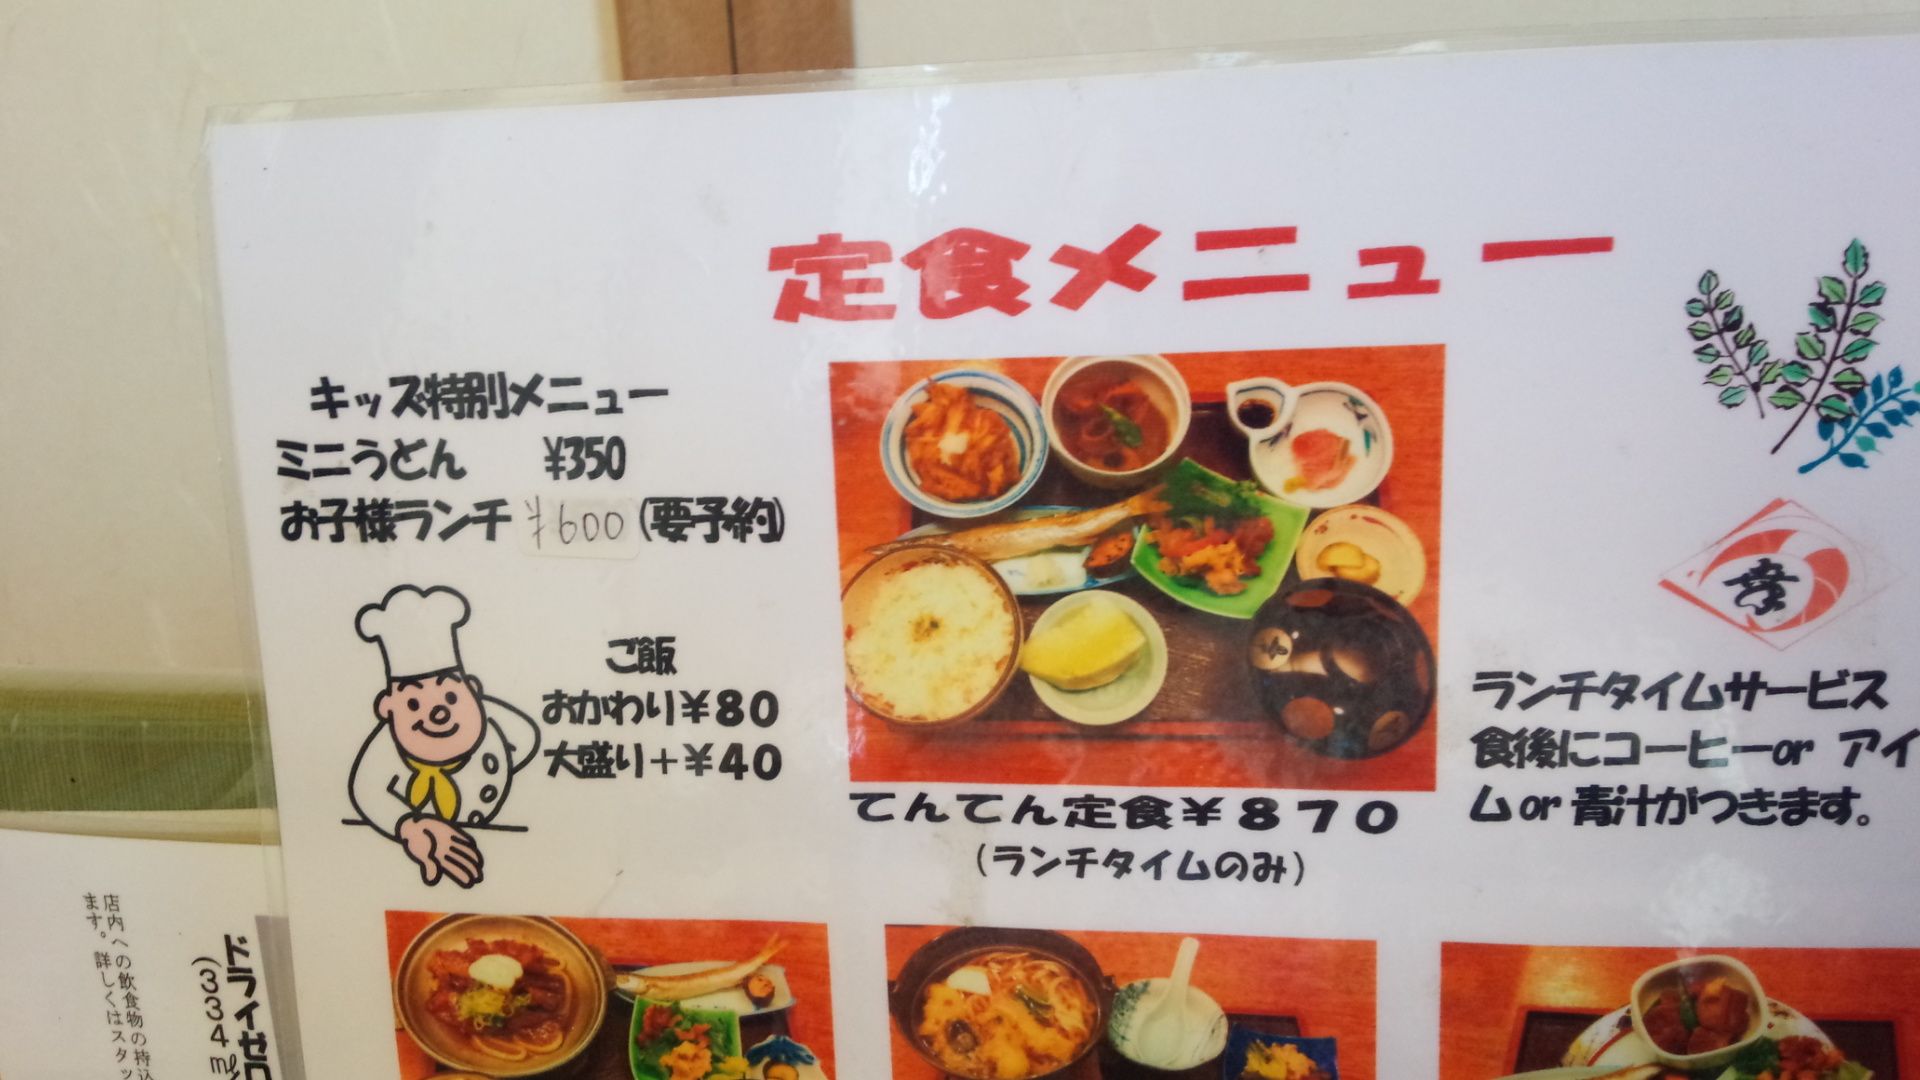 定食メニュー
キッズ特別メニュー
ミニうどん ¥350
お子様ランチ ¥600 (要予約)
ご飯
おかわり¥80
大盛り+¥40
てんてん定食¥870
(ランチタイムのみ)
幸
ランチタイムサービス
食後にコーヒーor アイ
ムor青汁がつきます。
ドライゼロ
(334ml
店内への飲食物の持込
ます。詳しくはスタッ